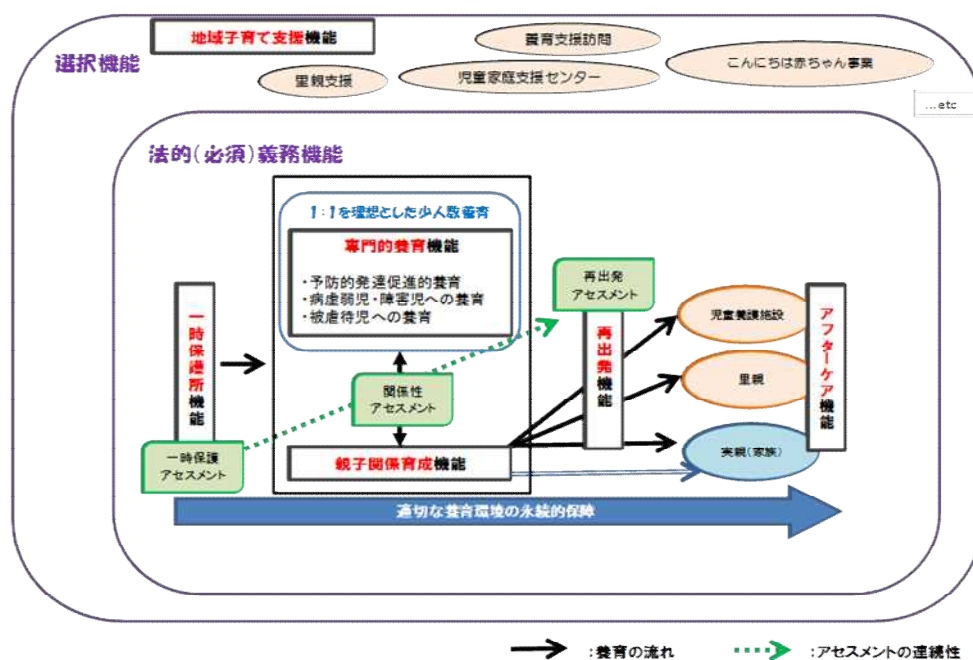 地域子育て支援機能
選択機能
養育支援訪問
里親支援
児童家庭支援センター
こんにちは赤ちゃん事業
...etc
法的(必須)義務機能
1:1を理想とした少人数養育
専門的養育機能
・予防的発達促進的養育
・病虚弱児・障害児への養育
・被虐待児への養育
再出発
アセスメント
一時保護所機能
再出発機能
児童養護施設
里親
アフターケア機能
関係性
アセスメント
一時保護
アセスメント
親子関係育成機能
実親(家族)
適切な養育環境の永続的保障
:養育の流れ
:アセスメントの連続性